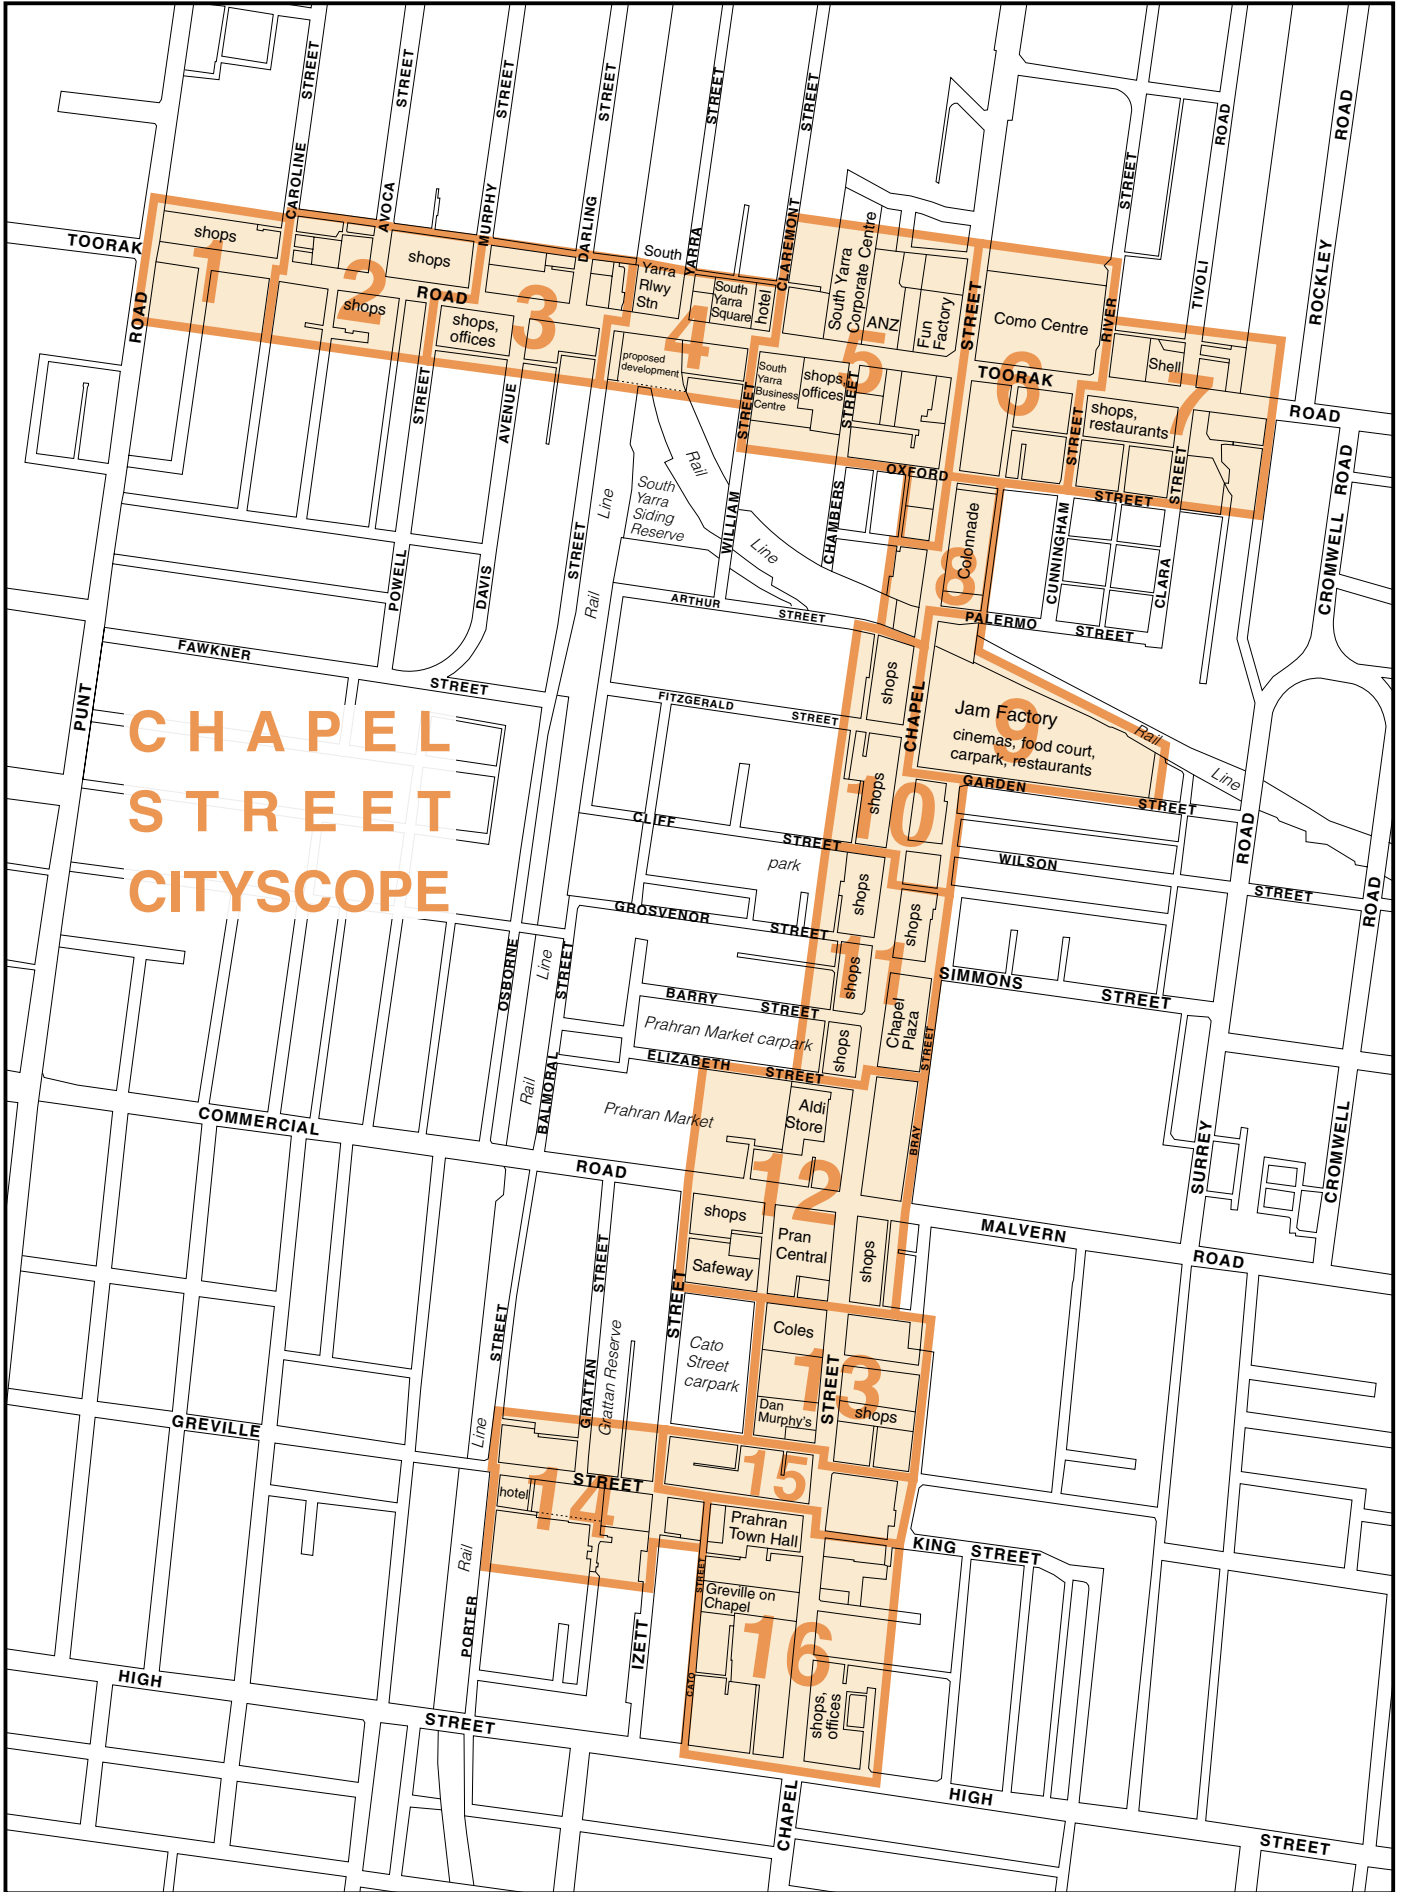 CHAPEL
STREET
CITYSCOPE
STREET
STREET
STREET
STREET
STREET
STREET
ROAD
ROAD
CAROLINE
AVOCA
MURPHY
DARLING
YARRA
CLAREMONT
STREET
RIVER
TIVOLI
ROCKLEY
TOORAK
ROAD
shops
1
2
shops
ROAD
shops
3
shops,
offices
South
Yarra
Rlwy
Stn
South
Yarra
Square
hotel
4
proposed
development
South Yarra
Corporate Centre
ANZ
Fun
Factory
5
South
Yarra
Business
Centre
shops,
offices
STREET
STREET
STREET
Como Centre
6
TOORAK
Shell
7
shops,
restaurants
STREET
STREET
ROAD
STREET
AVENUE
OXFORD
STREET
ROAD
CROMWELL
Rail
Line
South
Yarra
Siding
Reserve
Line
WILLIAM
CHAMBERS
Colonnade
8
CUNNINGHAM
CLARA
STREET
POWELL
DAVIS
Rail
ARTHUR
STREET
PALERMO
STREET
FAWKNER
STREET
PUNT
FITZGERALD
STREET
shops
CHAPEL
Jam Factory
9
cinemas, food court,
carpark, restaurants
Rail
Line
GARDEN
STREET
shops
10
CLIFF
STREET
park
WILSON
STREET
ROAD
ROAD
shops
GROSVENOR
STREET
shops
11
shops
OSBORNE
Line
STREET
SIMMONS
STREET
BARRY
STREET
Prahran Market carpark
shops
Chapel
Plaza
STREET
ELIZABETH
STREET
Rail
BALMORAL
Prahran Market
Aldi
Store
BRAY
COMMERCIAL
ROAD
12
SURREY
CROMWELL
shops
Pran
Central
Safeway
shops
MALVERN
ROAD
STREET
STREET
STREET
Cato
Street
carpark
Coles
13
STREET
Dan
Murphy's
shops
GRATTAN
Grattan Reserve
GREVILLE
Line
STREET
15
hotel
14
Prahran
Town Hall
KING STREET
Rail
STREET
Greville on
Chapel
16
PORTER
IZETT
CATO
shops,
offices
HIGH
STREET
CHAPEL
HIGH
STREET